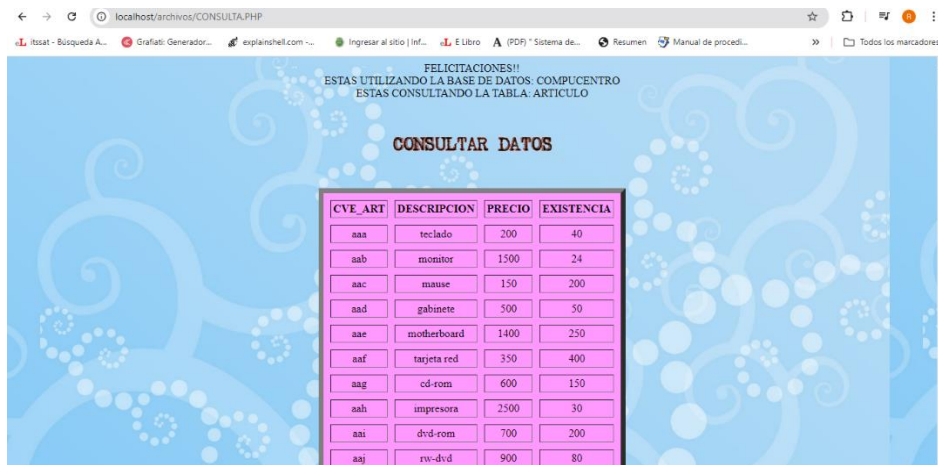 localhost/archivos/CONSULTA.PHP
itssat - Búsqueda A... Grafiati: Generador... explainshell.com -... Ingresar al sitio | Inf... E Libro (PDF) " Sistema de... Resumen Manual de procedi... » Todos los marcadores
FELICITACIONES!!
ESTAS UTILIZANDO LA BASE DE DATOS: COMPUCENTRO
ESTAS CONSULTANDO LA TABLA: ARTICULO
CONSULTAR DATOS
CVE_ART DESCRIPCION PRECIO EXISTENCIA
aaa teclado 200 40
aab monitor 1500 24
aac mause 150 200
aad gabinete 500 50
aae motherboard 1400 250
aaf tarjeta red 350 400
aag cd-rom 600 150
aah impresora 2500 30
aai dvd-rom 700 200
aaj rw-dvd 900 80